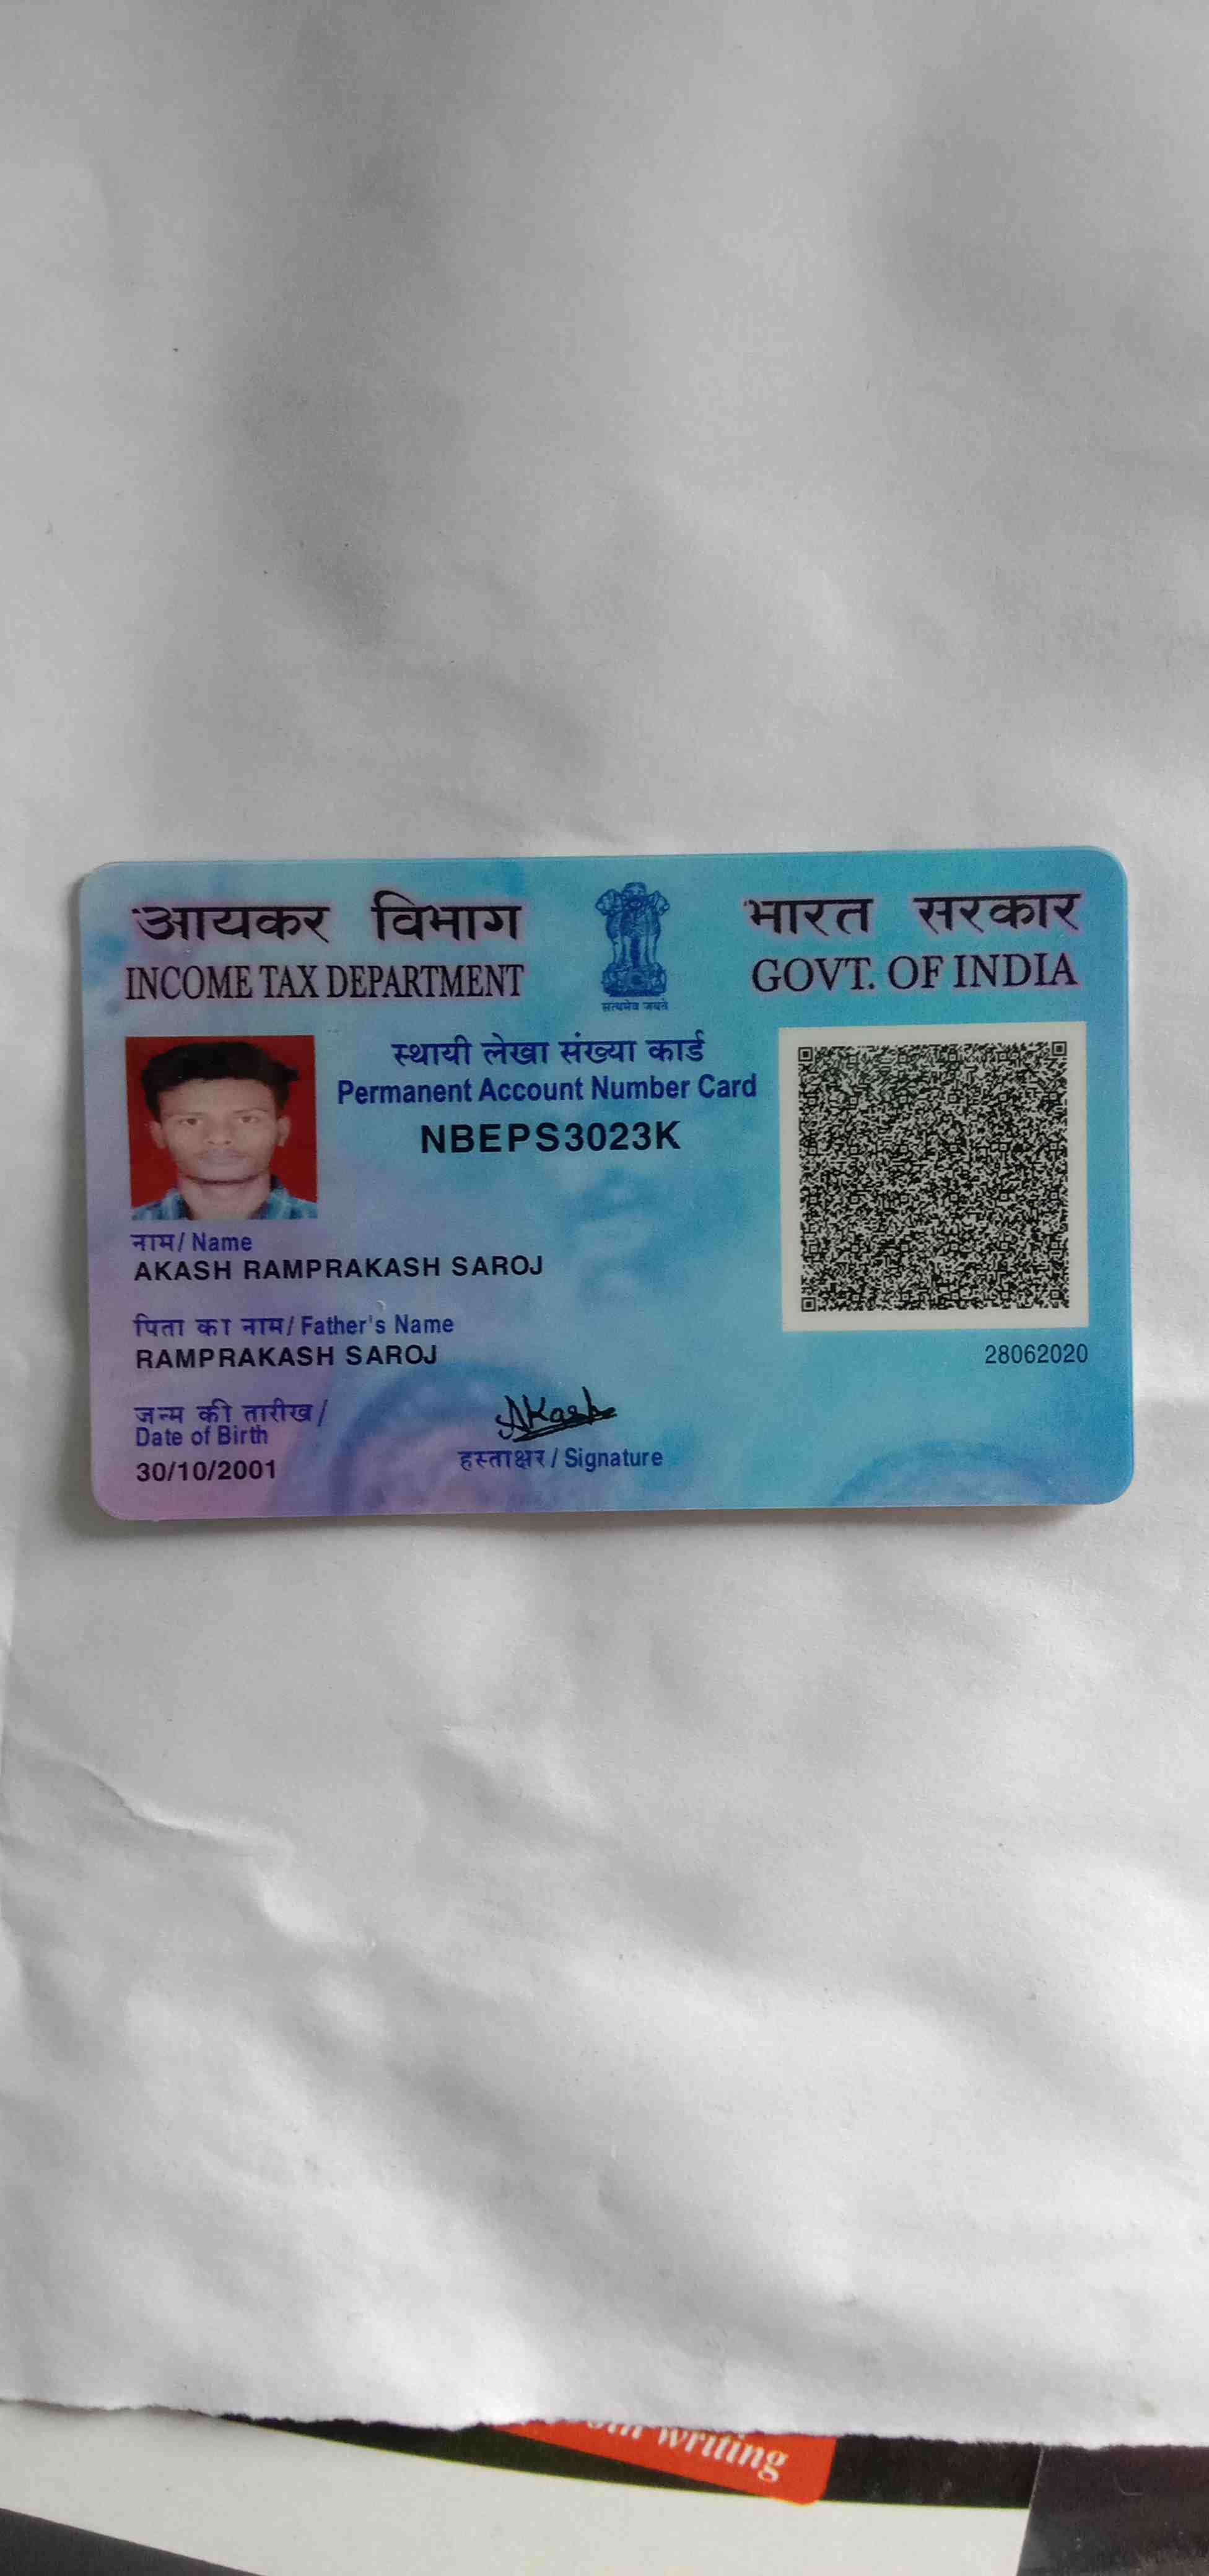 आयकर विभाग
INCOME TAX DEPARTMENT
सत्यमेव जयते
भारत सरकार
GOVT. OF INDIA
स्थायी लेखा संख्या कार्ड
Permanent Account Number Card
NBEPS3023K
नाम/ Name
AKASH RAMPRAKASH SAROJ
पिता का नाम/ Father's Name
RAMPRAKASH SAROJ
28062020
जन्म की तारीख/
Date of Birth
30/10/2001
Akash
हस्ताक्षर/ Signature
writing